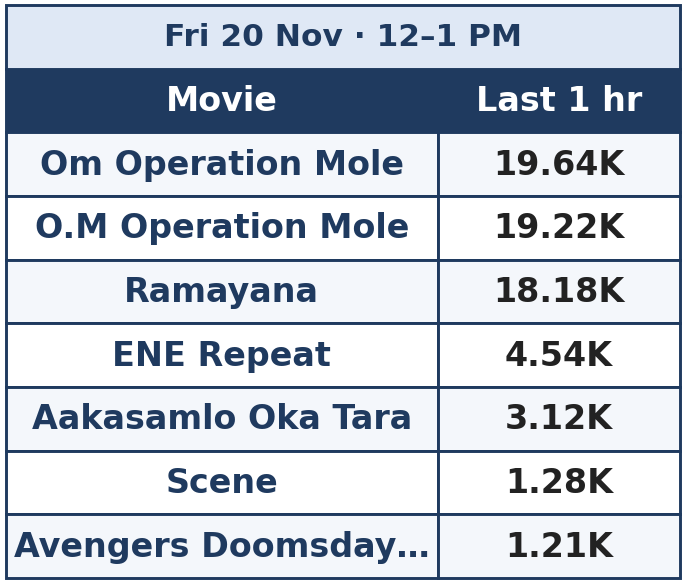 Fri 20 Nov · 12–1 PM
Movie Last 1 hr
Om Operation Mole 19.64K
O.M Operation Mole 19.22K
Ramayana 18.18K
ENE Repeat 4.54K
Aakasamlo Oka Tara 3.12K
Scene 1.28K
Avengers Doomsday… 1.21K